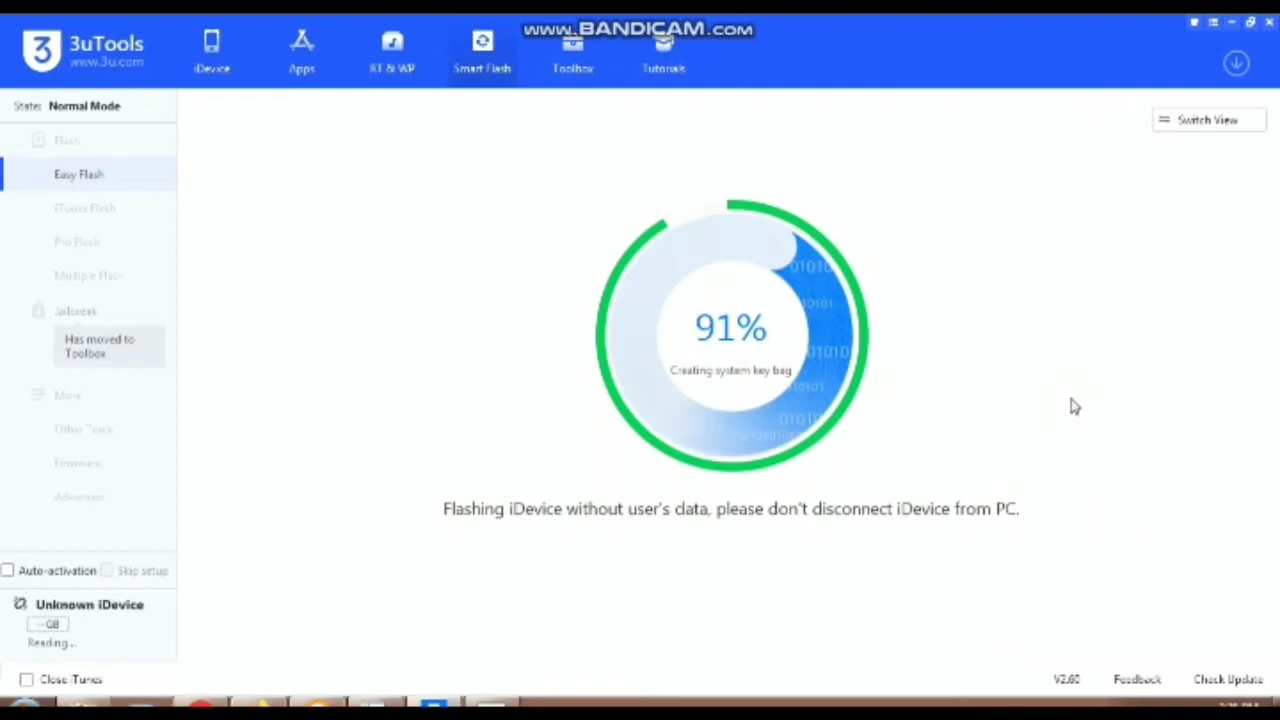 www.BANDICAM.com
3uTools
www.3u.com
iDevice
Apps
RT & WP
Smart Flash
Toolbox
Tutorials
State: Normal Mode
Switch View
Flash
Easy Flash
iTunes Flash
Pro Flash
Multiple Flash
Jailbreak
Has moved to
Toolbox
More
Other Tools
Firmware
Advanced
91%
Creating system key bag
Flashing iDevice without user's data, please don't disconnect iDevice from PC.
Auto-activation Skip setup
Unknown iDevice
--GB
Reading...
Close iTunes
V2.60
Feedback
Check Update